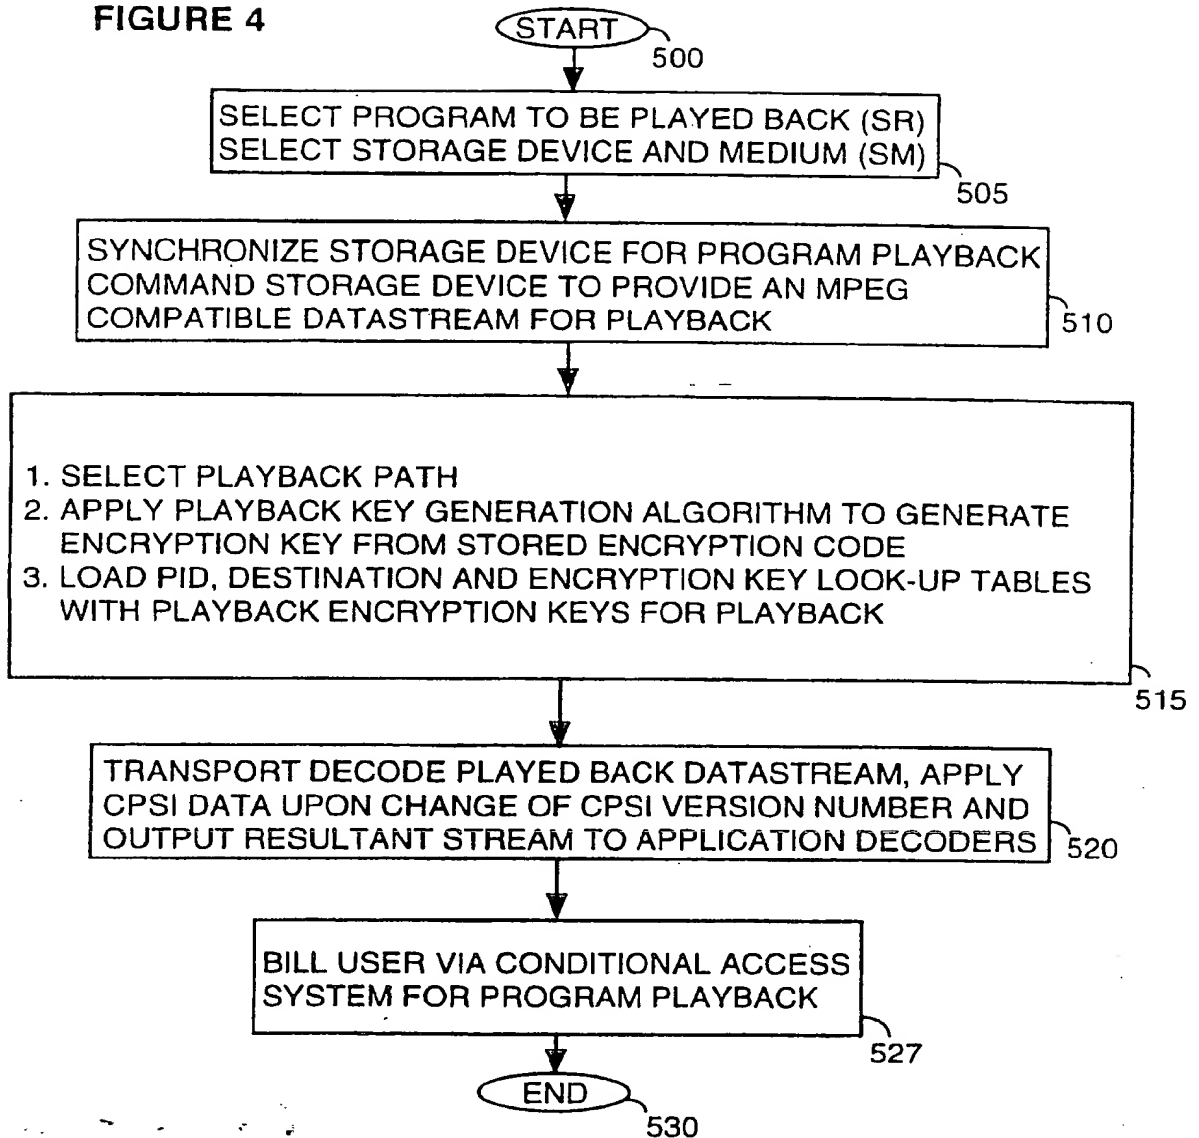 FIGURE 4
START
500
SELECT PROGRAM TO BE PLAYED BACK (SR)
SELECT STORAGE DEVICE AND MEDIUM (SM)
505
SYNCHRONIZE STORAGE DEVICE FOR PROGRAM PLAYBACK
COMMAND STORAGE DEVICE TO PROVIDE AN MPEG
COMPATIBLE DATASTREAM FOR PLAYBACK
510
1. SELECT PLAYBACK PATH
2. APPLY PLAYBACK KEY GENERATION ALGORITHM TO GENERATE
ENCRYPTION KEY FROM STORED ENCRYPTION CODE
3. LOAD PID, DESTINATION AND ENCRYPTION KEY LOOK-UP TABLES
WITH PLAYBACK ENCRYPTION KEYS FOR PLAYBACK
515
TRANSPORT DECODE PLAYED BACK DATASTREAM, APPLY
CPSI DATA UPON CHANGE OF CPSI VERSION NUMBER AND
OUTPUT RESULTANT STREAM TO APPLICATION DECODERS
520
BILL USER VIA CONDITIONAL ACCESS
SYSTEM FOR PROGRAM PLAYBACK
527
END
530